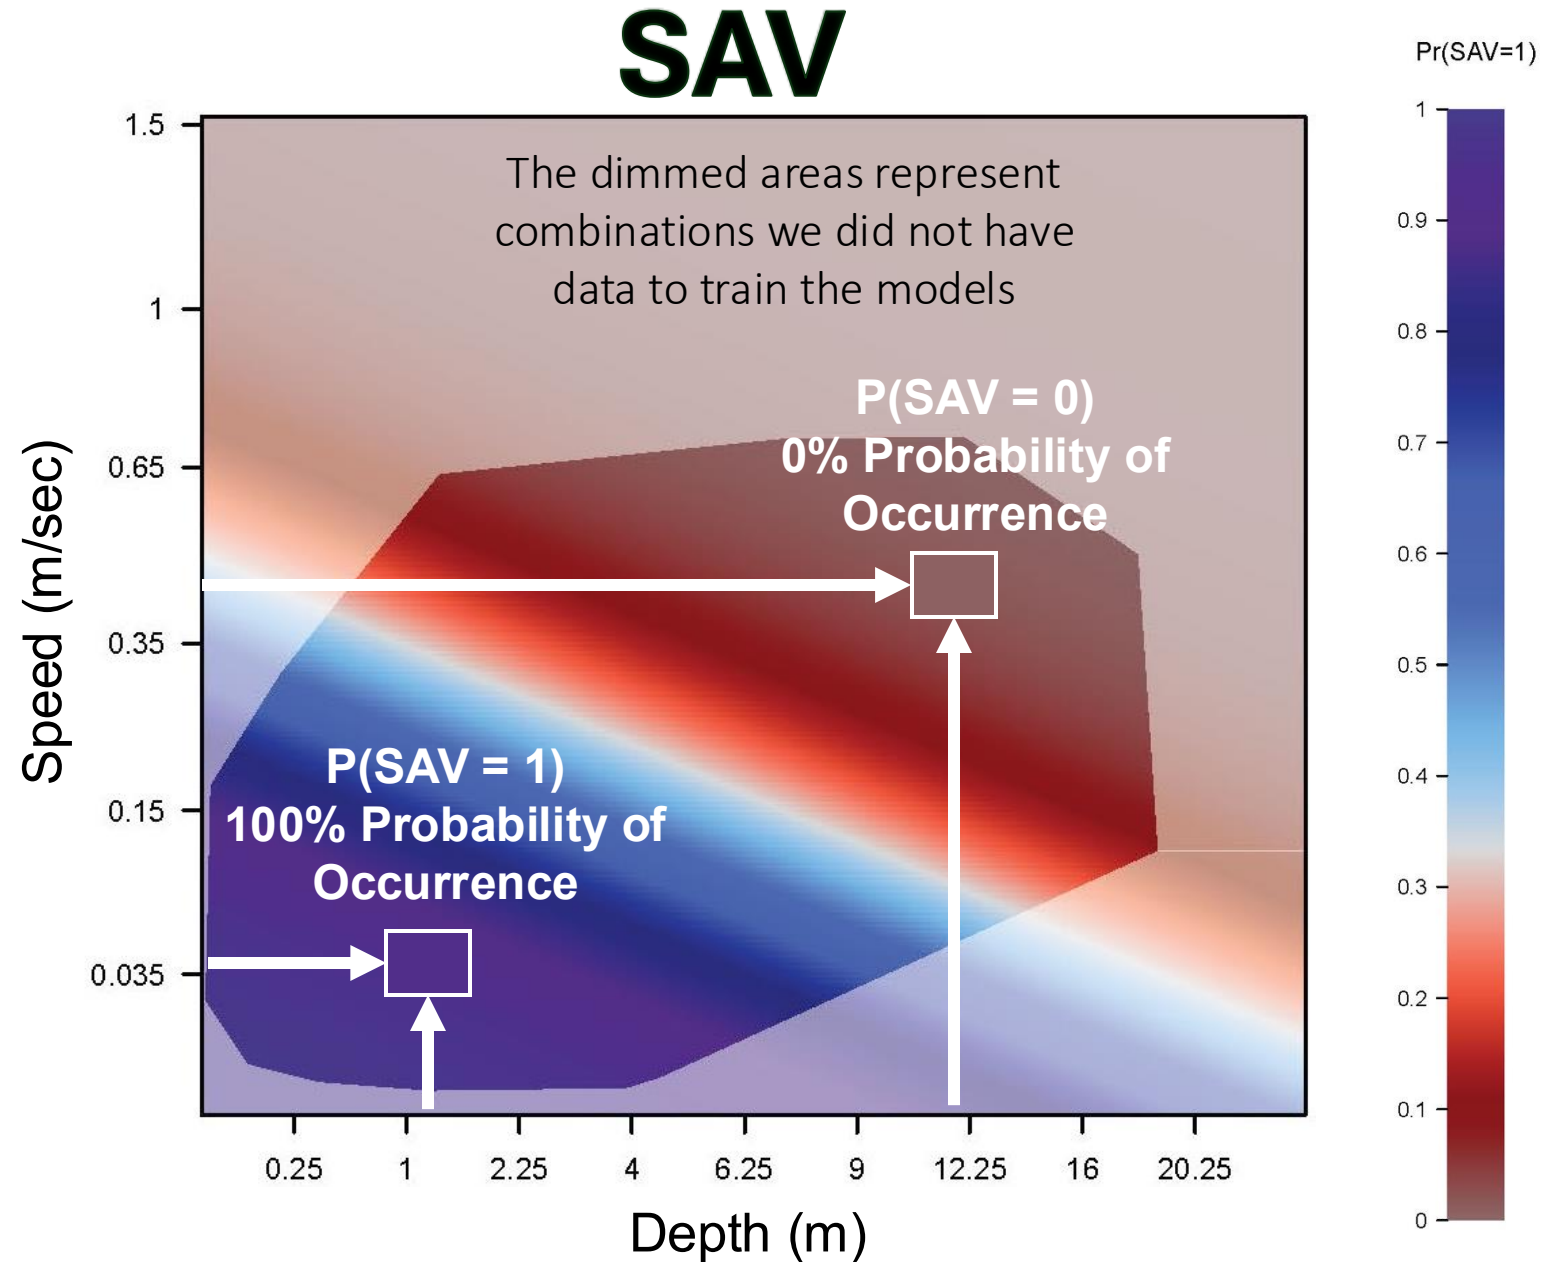 SAV
Pr(SAV=1)
1.5
1
0.65
0.35
0.15
0.035
Speed (m/sec)
The dimmed areas represent
combinations we did not have
data to train the models
P(SAV = 0)
0% Probability of
Occurrence
P(SAV = 1)
100% Probability of
Occurrence
0.25 1 2.25 4 6.25 9 12.25 16 20.25
Depth (m)
1
0.9
0.8
0.7
0.6
0.5
0.4
0.3
0.2
0.1
0